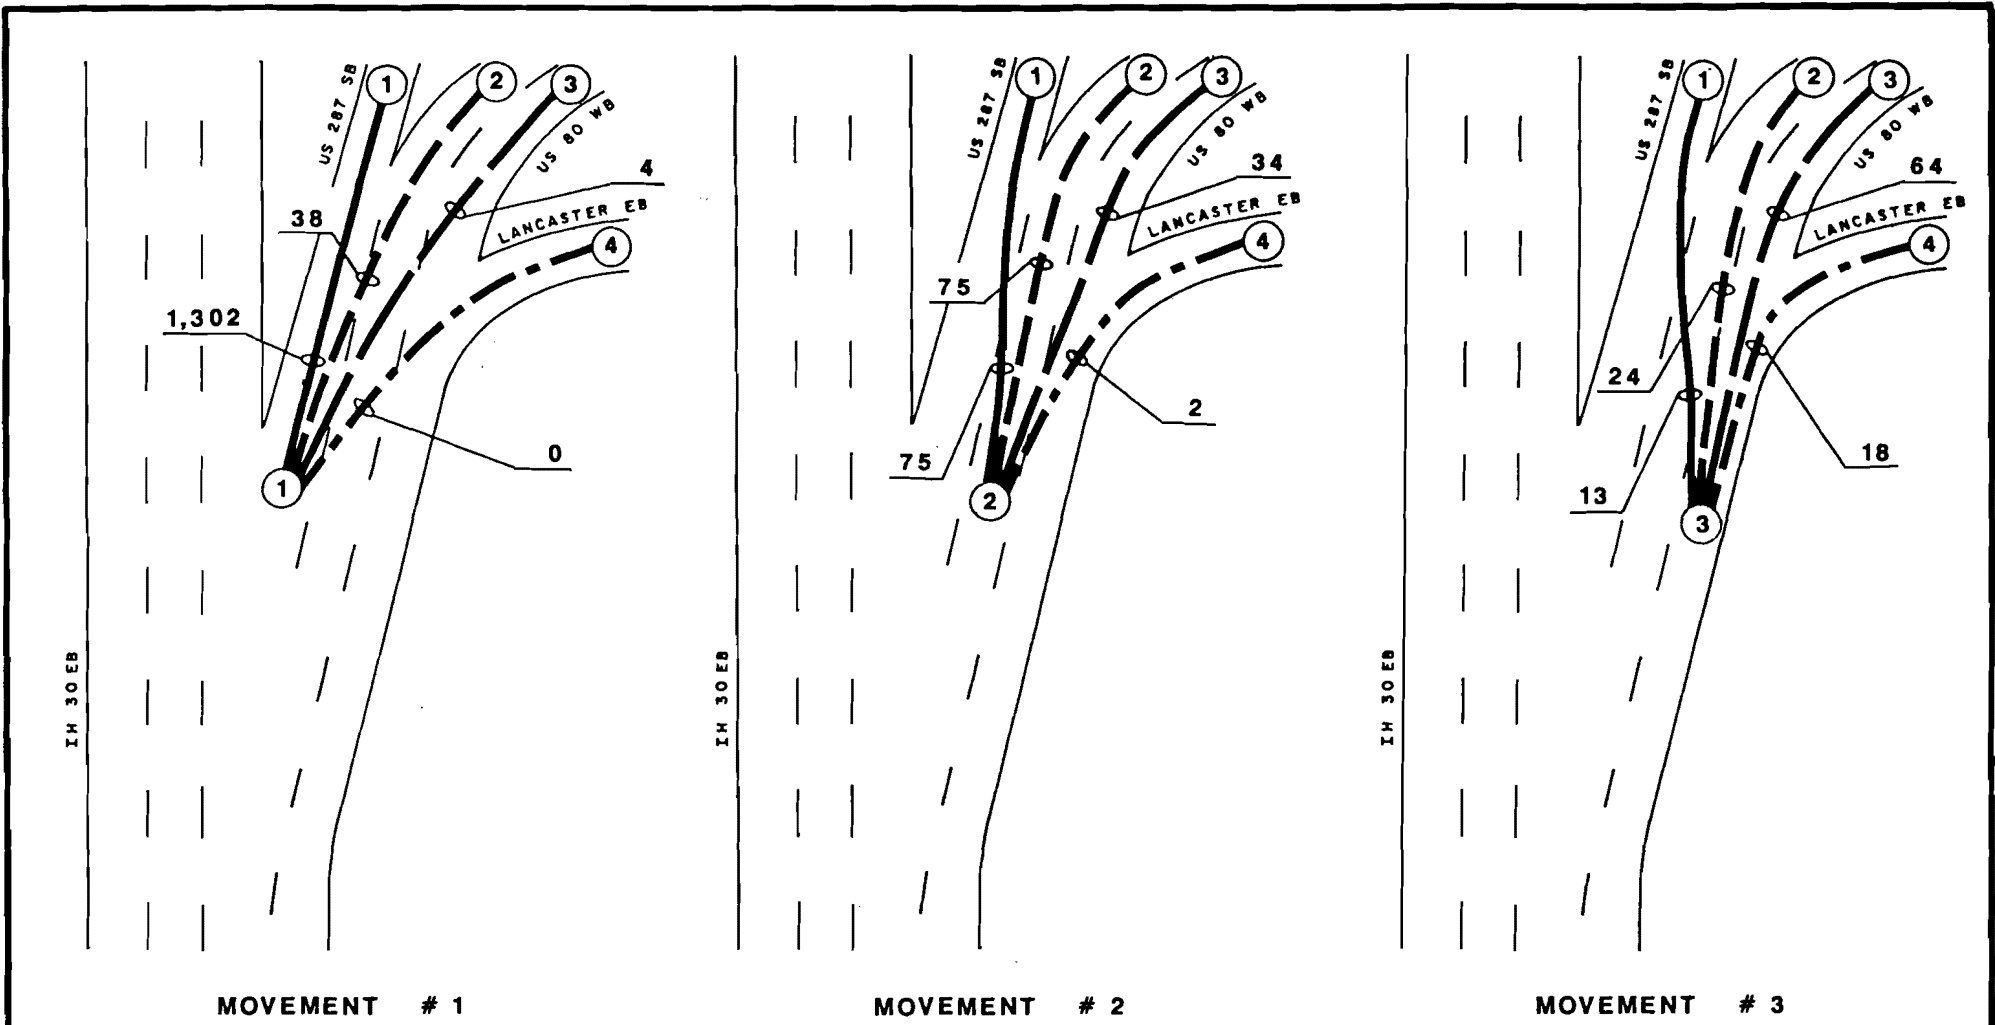 1
2
3
US 287 SB
US 80 WB
4
38
LANCASTER EB
4
1,302
0
1
IH 30 EB
MOVEMENT # 1
1
2
3
US 287 SB
US 80 WB
34
LANCASTER EB
4
75
2
75
2
IH 30 EB
MOVEMENT # 2
1
2
3
US 287 SB
US 80 WB
64
LANCASTER EB
4
24
18
13
3
IH 30 EB
MOVEMENT # 3